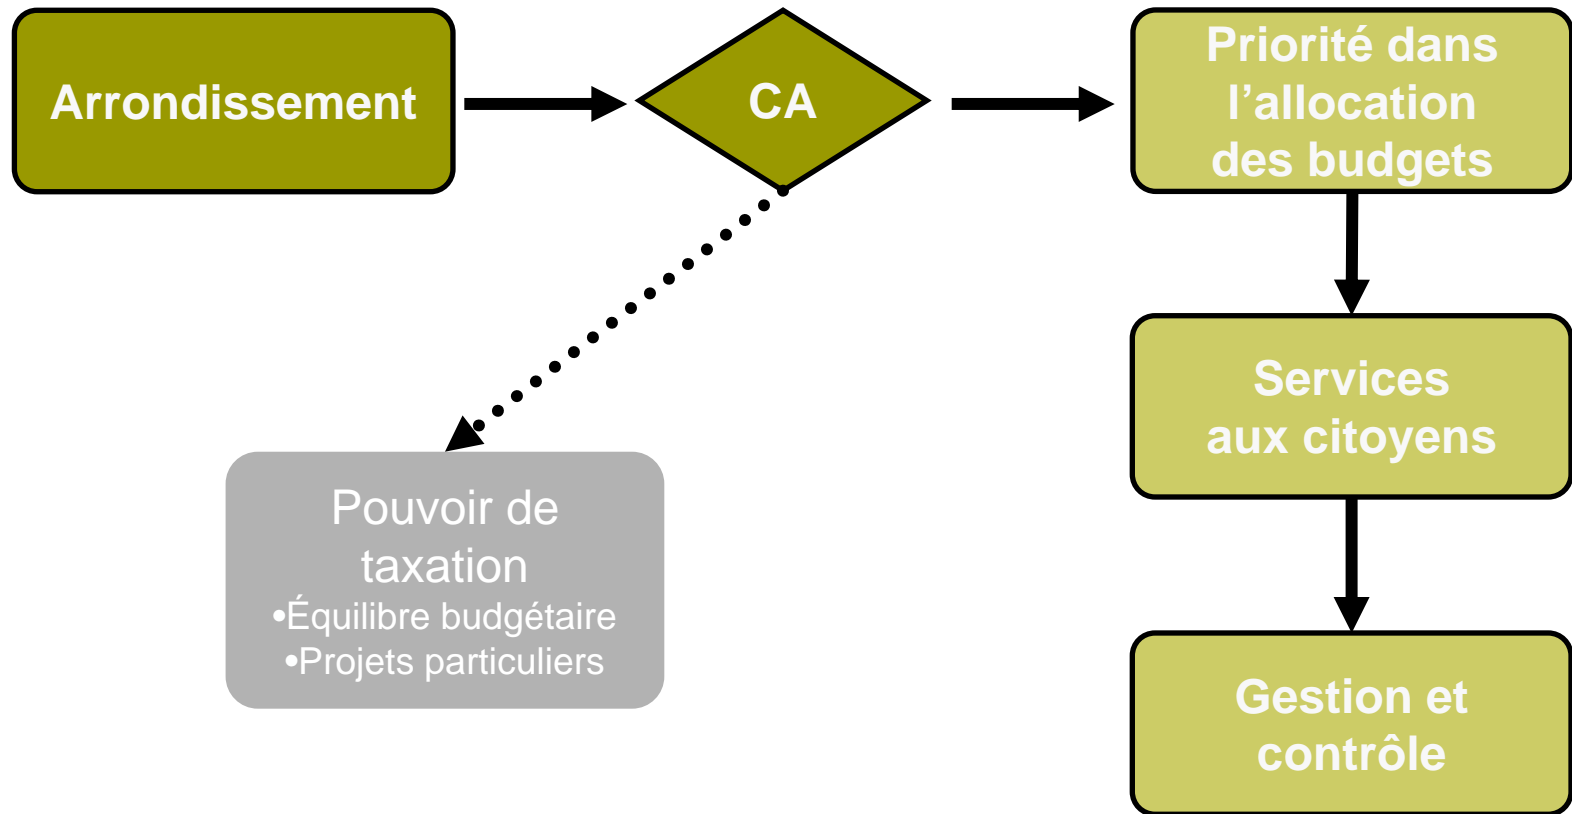 Arrondissement
CA
Priorité dans
l’allocation
des budgets
Services
aux citoyens
Pouvoir de
taxation
•Équilibre budgétaire
•Projets particuliers
Gestion et
contrôle